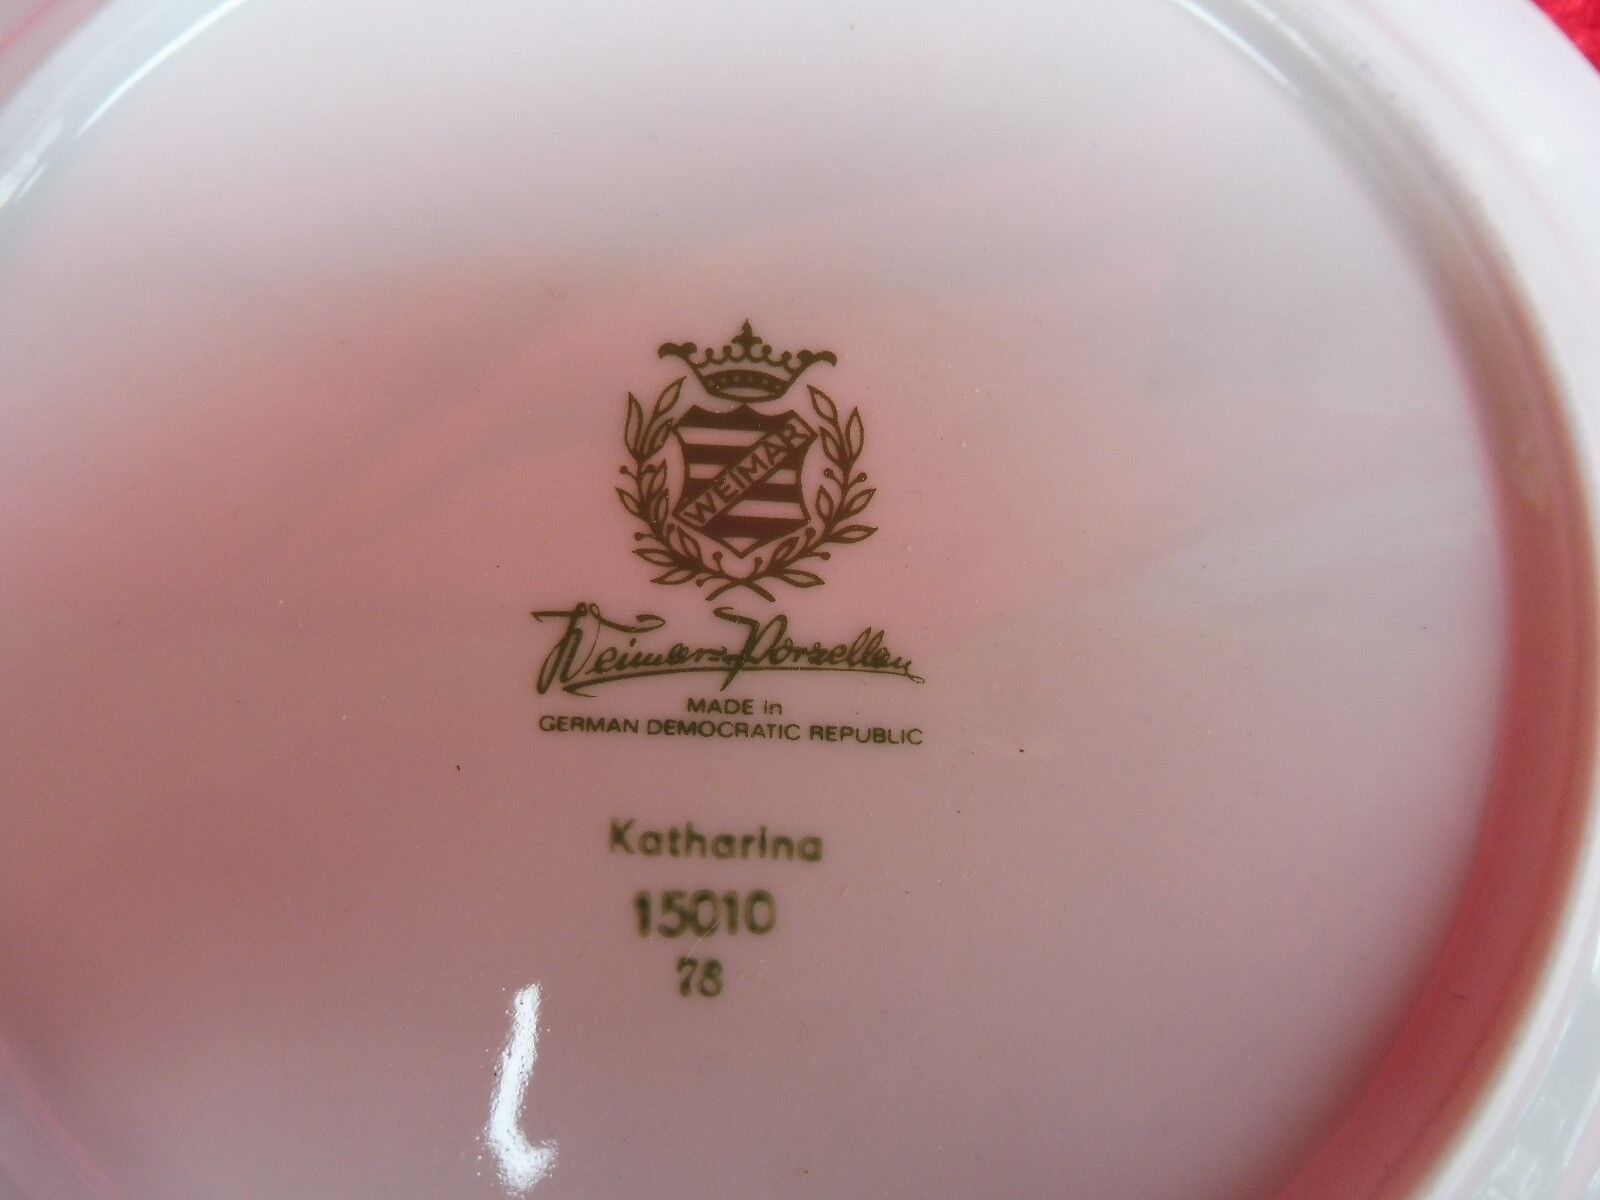 WEIMAR
Weimar-Porzellan
MADE in
GERMAN DEMOCRATIC REPUBLIC
Katharina
15010
78